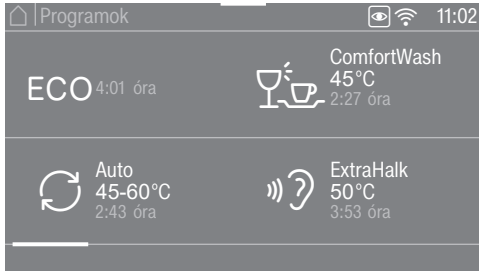 Programok 11:02
ECO 4:01 óra
ComfortWash
45°C
2:27 óra
Auto
45-60°C
2:43 óra
ExtraHalk
50°C
3:53 óra